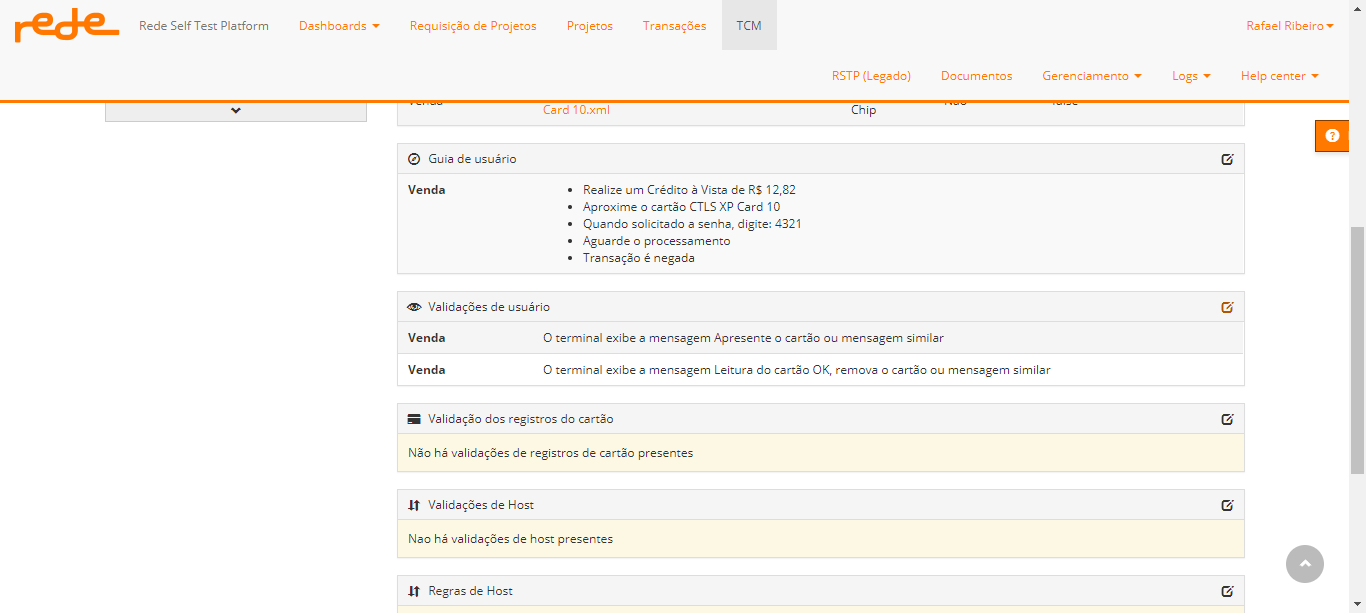 rede Rede Self Test Platform Dashboards Requisição de Projetos Projetos Transações TCM Rafael Ribeiro
RSTP (Legado) Documentos Gerenciamento Logs Help center
Card 10.xml Chip
Guia de usuário
Venda
Realize um Crédito à Vista de R$ 12,82
Aproxime o cartão CTLS XP Card 10
Quando solicitado a senha, digite: 4321
Aguarde o processamento
Transação é negada
Validações de usuário
Venda O terminal exibe a mensagem Apresente o cartão ou mensagem similar
Venda O terminal exibe a mensagem Leitura do cartão OK, remova o cartão ou mensagem similar
Validação dos registros do cartão
Não há validações de registros de cartão presentes
Validações de Host
Nao há validações de host presentes
Regras de Host